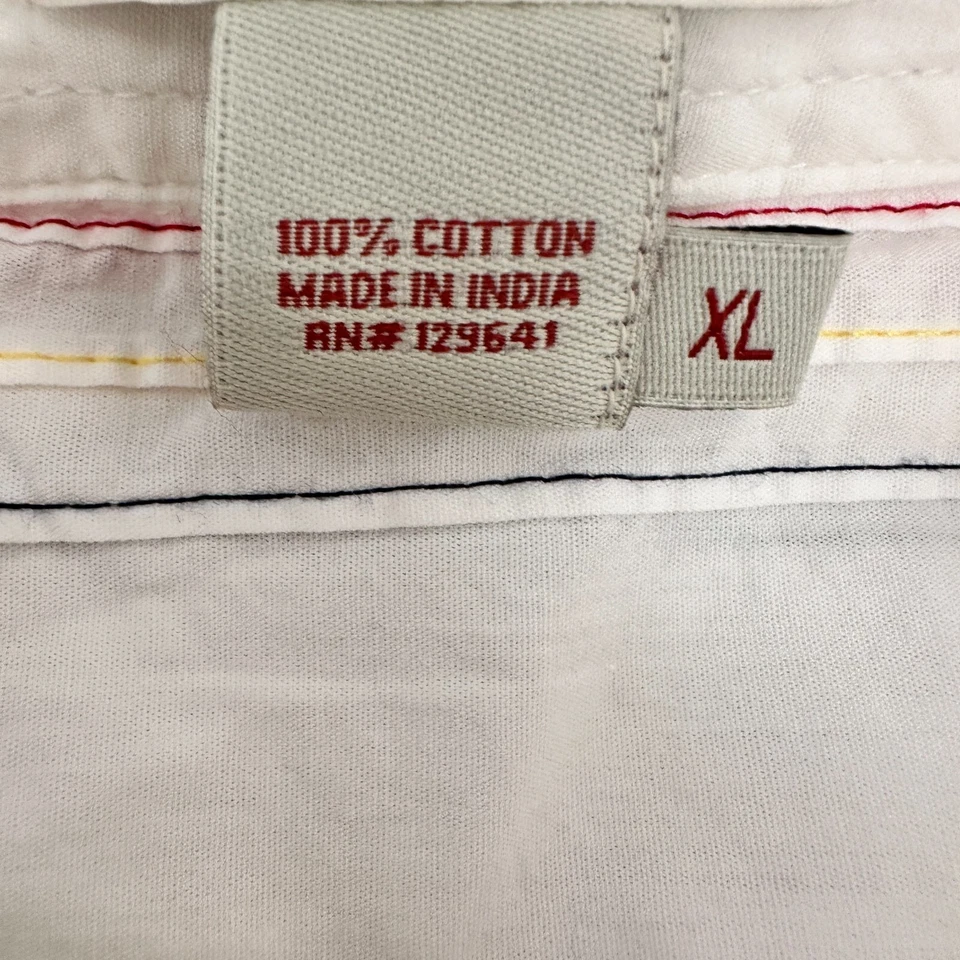 100% COTTON
MADE IN INDIA
RN# 129641
XL